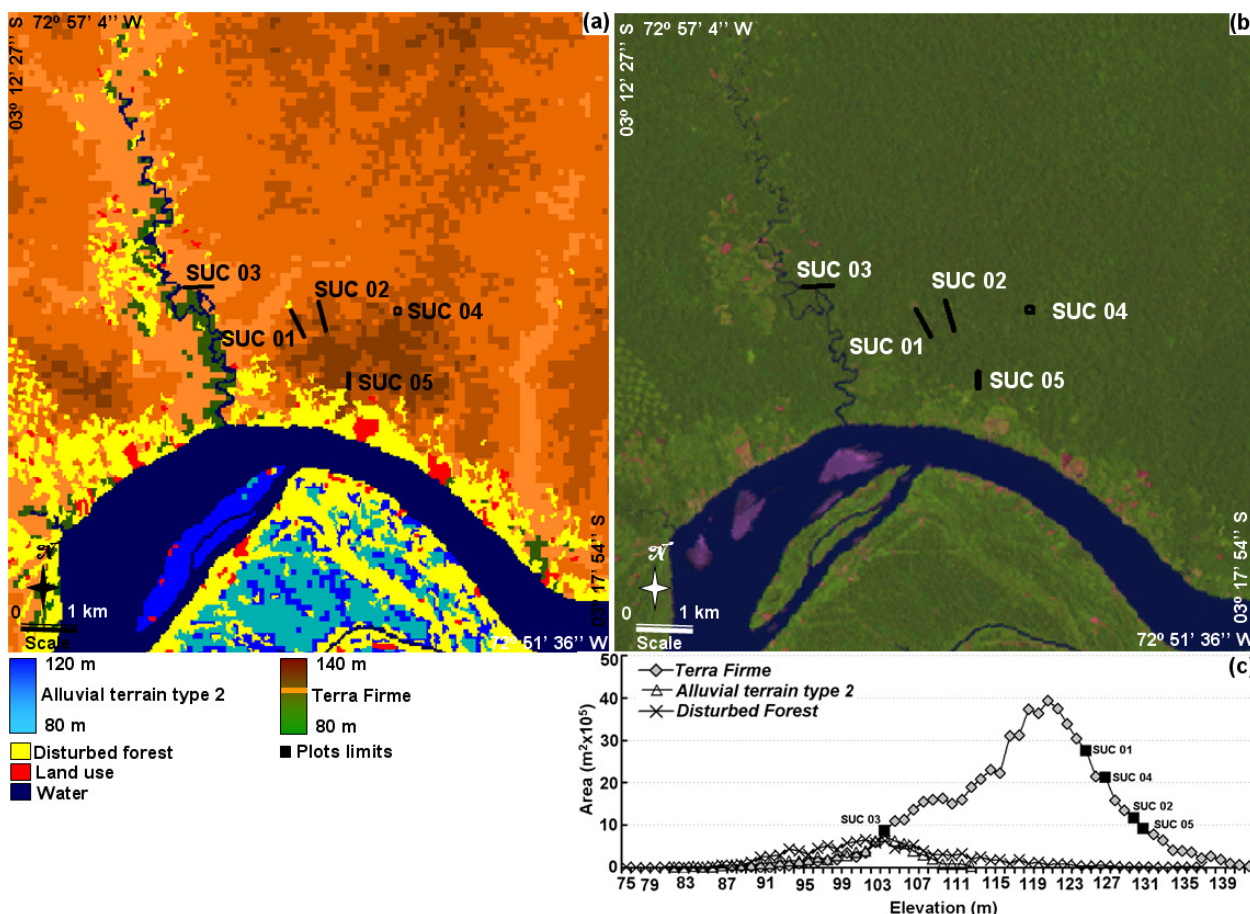 (a)
72º 57' 4'' W
03º 12' 27'' S
SUC 03
SUC 02
SUC 04
SUC 01
SUC 05
N
0 1 km
Scale
03º 17' 54'' S
72º 51' 36'' W
(b)
72º 57' 4'' W
03º 12' 27'' S
SUC 03
SUC 02
SUC 04
SUC 01
SUC 05
N
0 1 km
Scale
03º 17' 54'' S
72º 51' 36'' W
120 m
Alluvial terrain type 2
80 m
140 m
Terra Firme
80 m
Disturbed forest
Plots limits
Land use
Water
(c)
Terra Firme
Alluvial terrain type 2
Disturbed Forest
Area (m²x10⁵)
50
40
30
20
10
0
SUC 01
SUC 04
SUC 02
SUC 03
SUC 05
75 79 83 87 91 95 99 103 107 111 115 119 123 127 131 135 139
Elevation (m)